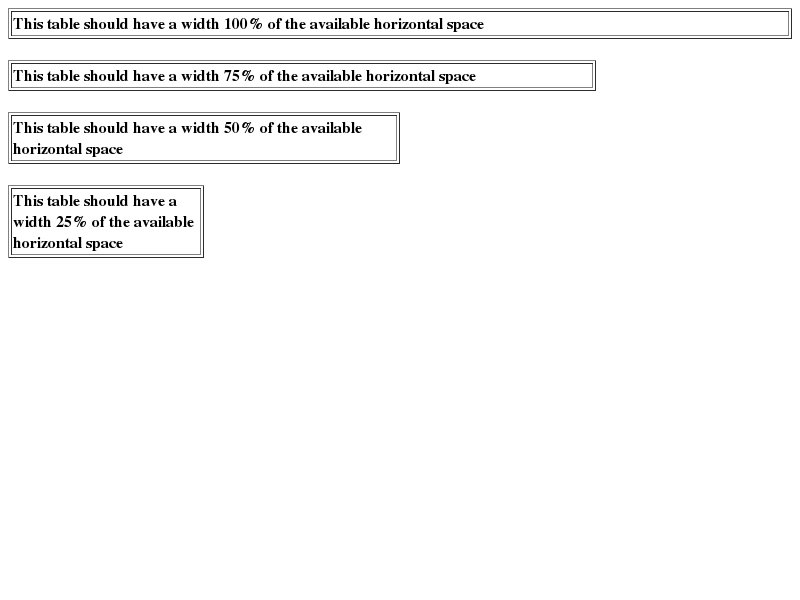 This table should have a width 100% of the available horizontal space
This table should have a width 75% of the available horizontal space
This table should have a width 50% of the available
horizontal space
This table should have a
width 25% of the available
horizontal space